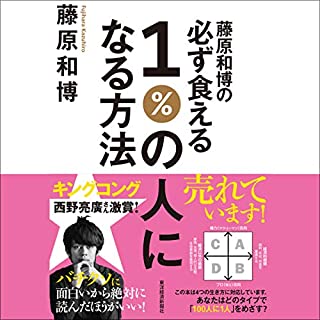 藤原和博の
必ず食える
1%の人に
なる方法
藤原和博
Fujihara Kazuhiro
キングコング
西野亮廣さん激賞!
バチクソに
面白いから絶対に
読んだほうがいい!
東洋経済新報社
売れて
います!
C A
D B
この本は4つの生き方に対応しています。
あなたはどのタイプで
「100人に1人」をめざす?